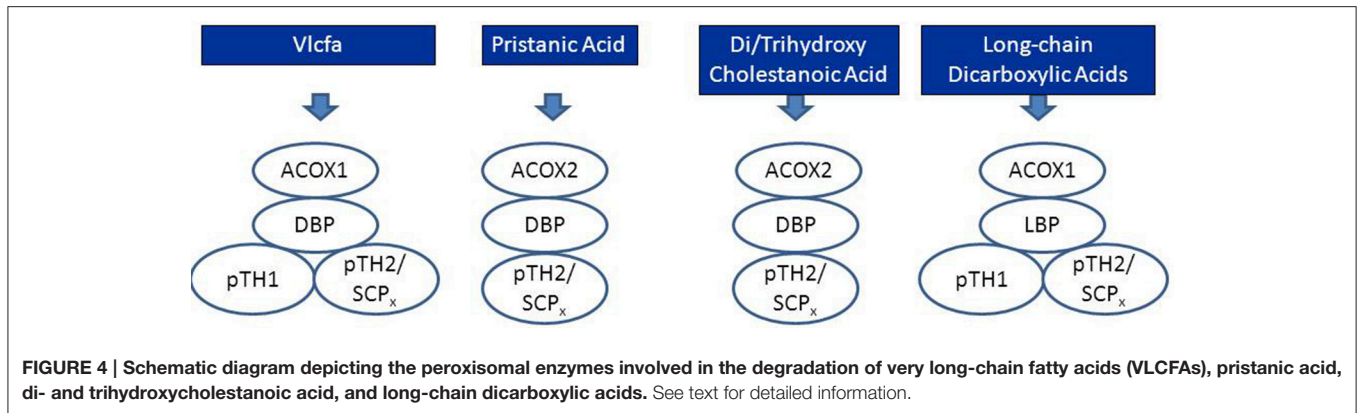 Vlcfa
Pristanic Acid
Di/Trihydroxy
Cholestanoic Acid
Long-chain
Dicarboxylic Acids
ACOX1
ACOX2
ACOX2
ACOX1
DBP
DBP
DBP
LBP
pTH1
pTH2/
SCPx
pTH2/
SCPx
pTH2/
SCPx
pTH1
pTH2/
SCPx
FIGURE 4 | Schematic diagram depicting the peroxisomal enzymes involved in the degradation of very long-chain fatty acids (VLCFAs), pristanic acid,
di- and trihydroxycholestanoic acid, and long-chain dicarboxylic acids. See text for detailed information.